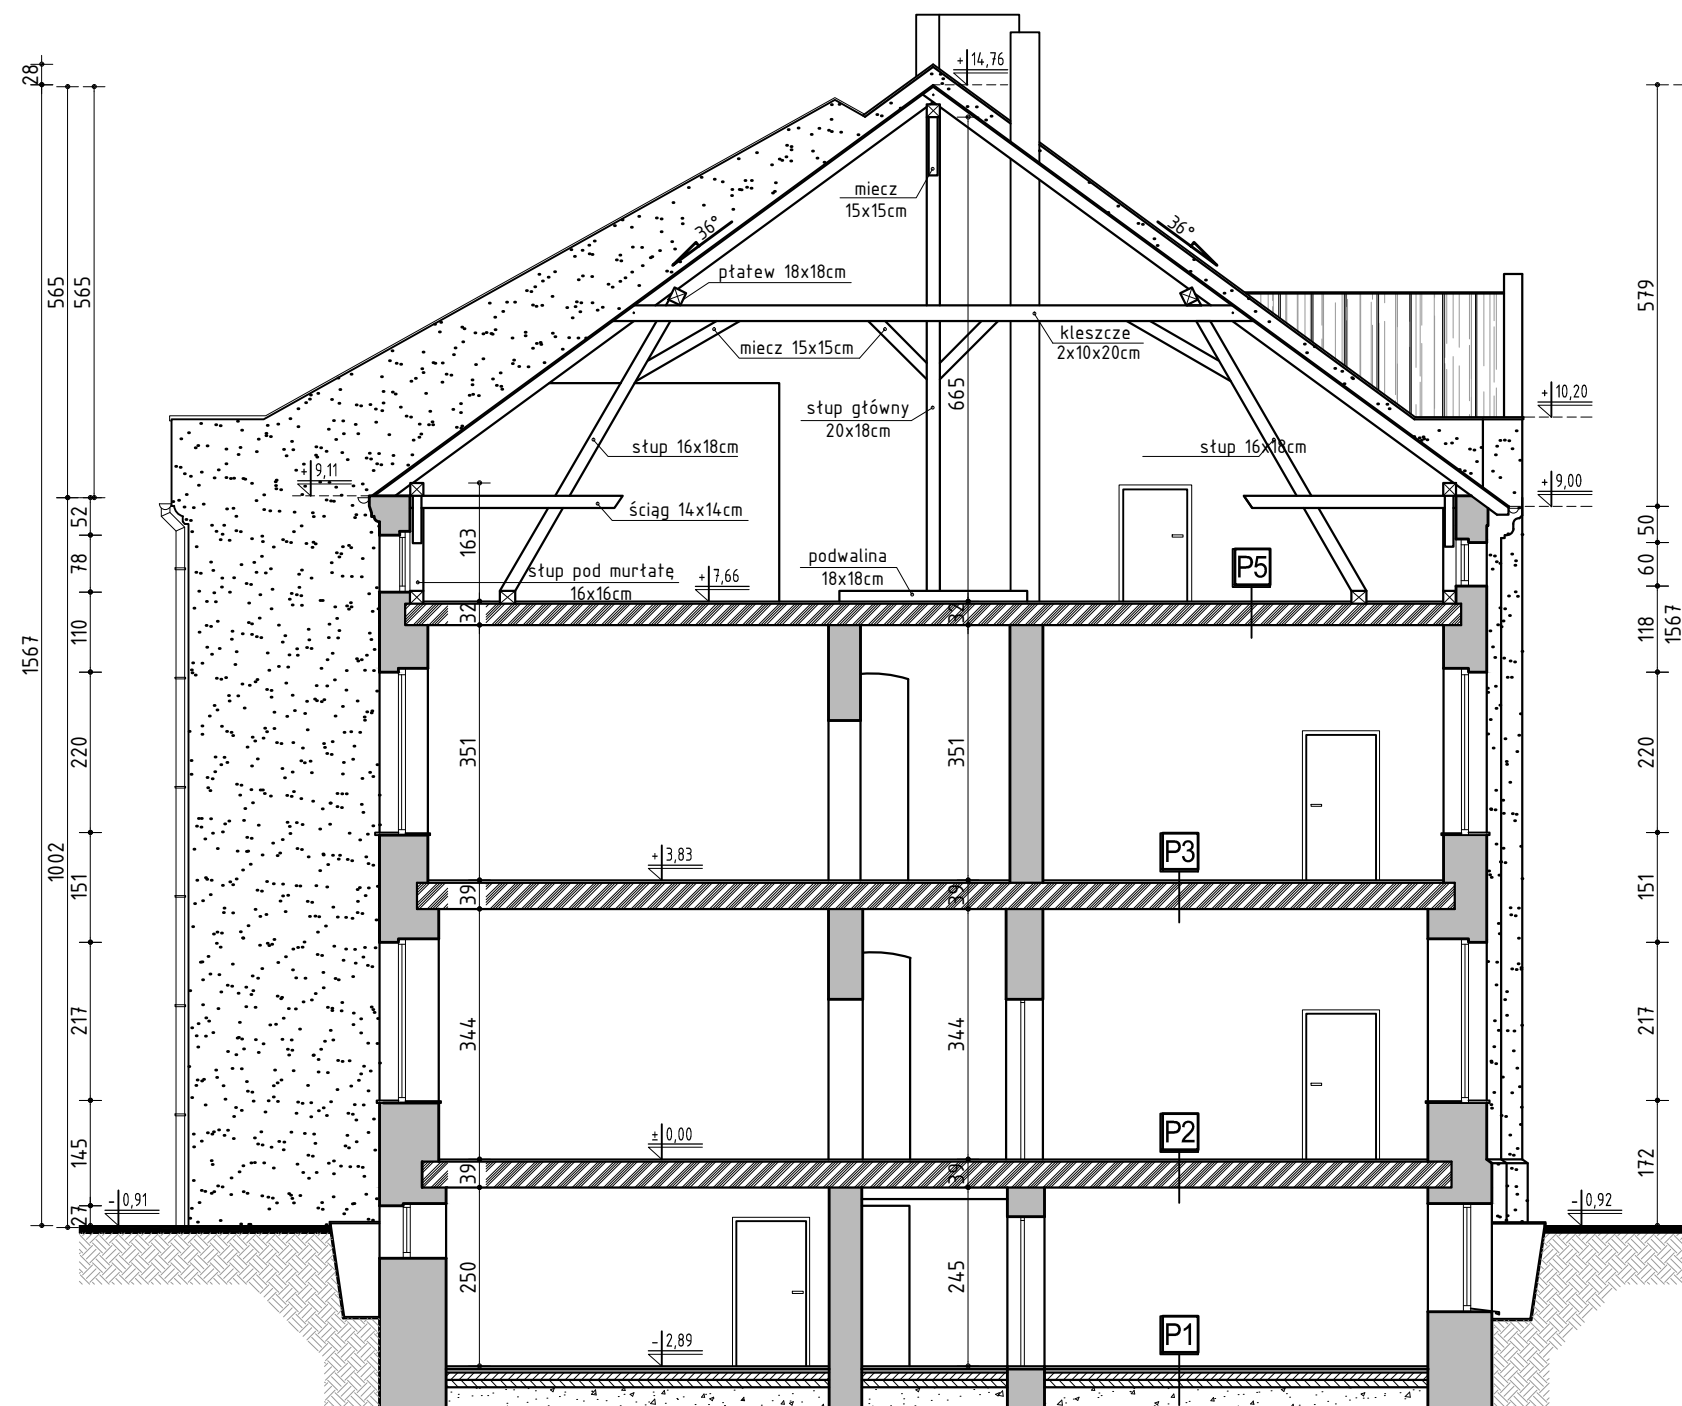 28
+14,76
miecz
15x15cm
36°
36°
565
565
płatew 18x18cm
579
miecz 15x15cm
kleszcze
2x10x20cm
665
słup główny
20x18cm
+10,20
słup 16x18cm
słup 16x18cm
+9,11
+9,00
52
ściąg 14x14cm
50
78
163
podwalina
18x18cm
60
słup pod murłatę
16x16cm
+7,66
P5
32
32
110
118
1567
1567
220
351
351
220
1002
+3,83
P3
151
39
39
151
217
344
344
217
±0,00
P2
145
39
39
172
27
-0,91
-0,92
250
245
-2,89
P1